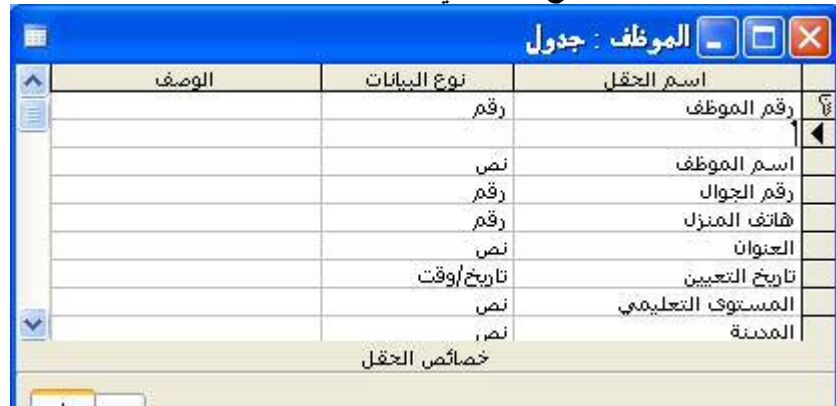 الموظف : جدول
اسم الحقل نوع البيانات الوصف
رقم الموظف رقم
اسم الموظف نص
رقم الجوال رقم
هاتف المنزل رقم
العنوان نص
تاريخ التعيين تاريخ/وقت
المستوى التعليمي نص
المدينة نص
خصائص الحقل